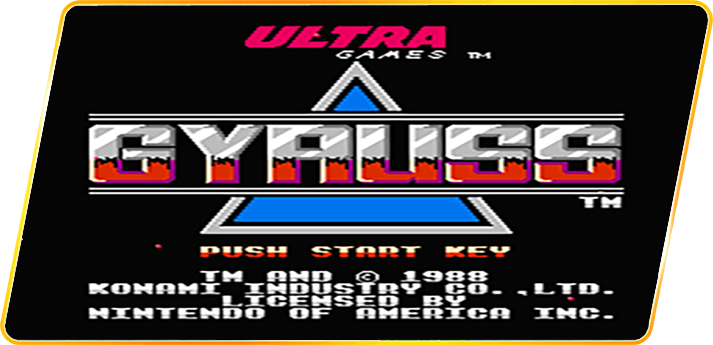 ULTRA
GAMES ™
GYRUSS
TM
PUSH START KEY
TM AND © 1988
KONAMI INDUSTRY CO.,LTD.
LICENSED BY
NINTENDO OF AMERICA INC.